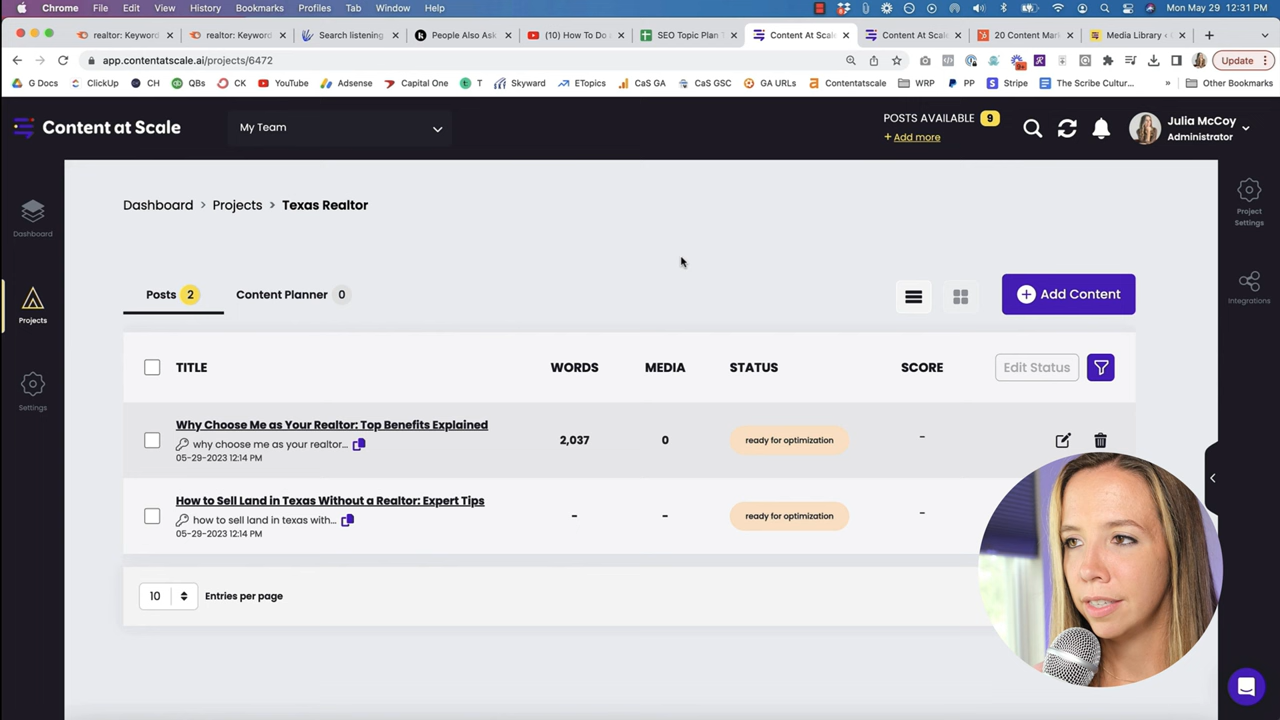 Chrome File Edit View History Bookmarks Profiles Tab Window Help Mon May 29 12:31 PM
realtor: Keyword realtor: Keyword Search listening People Also Ask (10) How To Do SEO Topic Plan T Content At Scale Content At Scale 20 Content Mar Media Library ‹
app.contentatscale.ai/projects/6472 Update
G Docs ClickUp CH QBs CK YouTube Adsense Capital One T Skyward ETopics CaS GA CaS GSC GA URLs Contentatscale WRP PP Stripe The Scribe Cultur... » Other Bookmarks
Content at Scale
My Team
POSTS AVAILABLE 9
+ Add more
Julia McCoy
Administrator
Dashboard
Projects
Settings
Dashboard > Projects > Texas Realtor
Project
Settings
Integrations
Posts 2 Content Planner 0
Add Content
TITLE WORDS MEDIA STATUS SCORE Edit Status
Why Choose Me as Your Realtor: Top Benefits Explained
why choose me as your realtor...
05-29-2023 12:14 PM
2,037 0 ready for optimization -
How to Sell Land in Texas Without a Realtor: Expert Tips
how to sell land in texas with...
05-29-2023 12:14 PM
- - ready for optimization -
10 Entries per page